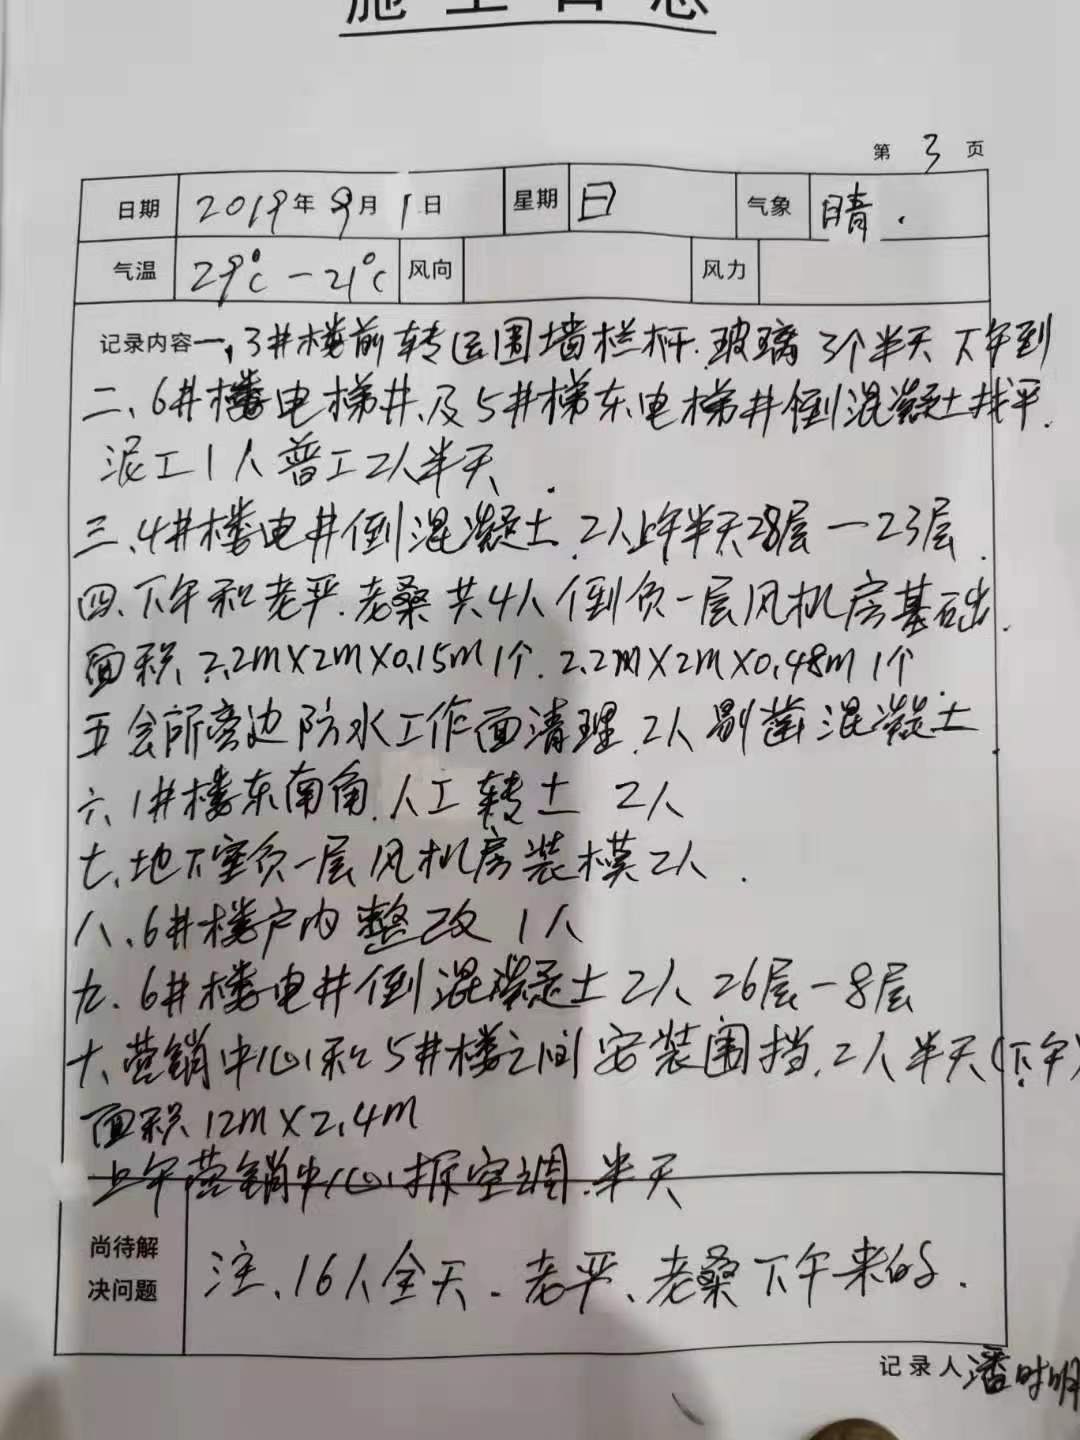 施工日志
第 3 页
日期 2019年9月1日 星期 日 气象 晴.
气温 29℃-21℃ 风向 风力
记录内容 一、3#楼前转运围墙栏杆.玻璃 3个半天 下午到
二、6#楼电梯井及5#梯东电梯井倒混凝土找平.
泥工1人普工2人半天.
三、4#楼电井倒混凝土.2人上午半天28层-23层.
四、下午和老平.老桑共4人倒负一层风机房基础.
面积 2.2m×2m×0.15m 1个. 2.2m×2m×0.48m 1个
五 会所旁边防水工作面清理.2人剔凿混凝土.
六、1#楼东南角.人工转土 2人
七、地下室负一层风机房装模2人.
八、6#楼户内整改 1人
九、6#楼电井倒混凝土2人 26层-8层
十、营销中心和5#楼之间安装围挡.2人半天(下午)
面积12m×2.4m
上午营销中心拆空调.半天
尚待解
决问题 注、16人全天.老平、老桑下午来的.
记录人 潘时明